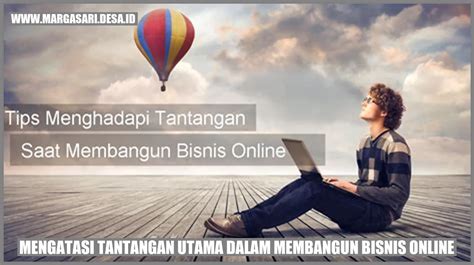 WWW.MARGASARI.DESA.ID
Tips Menghadapi Tantangan
Saat Membangun Bisnis Online
MENGATASI TANTANGAN UTAMA DALAM MEMBANGUN BISNIS ONLINE